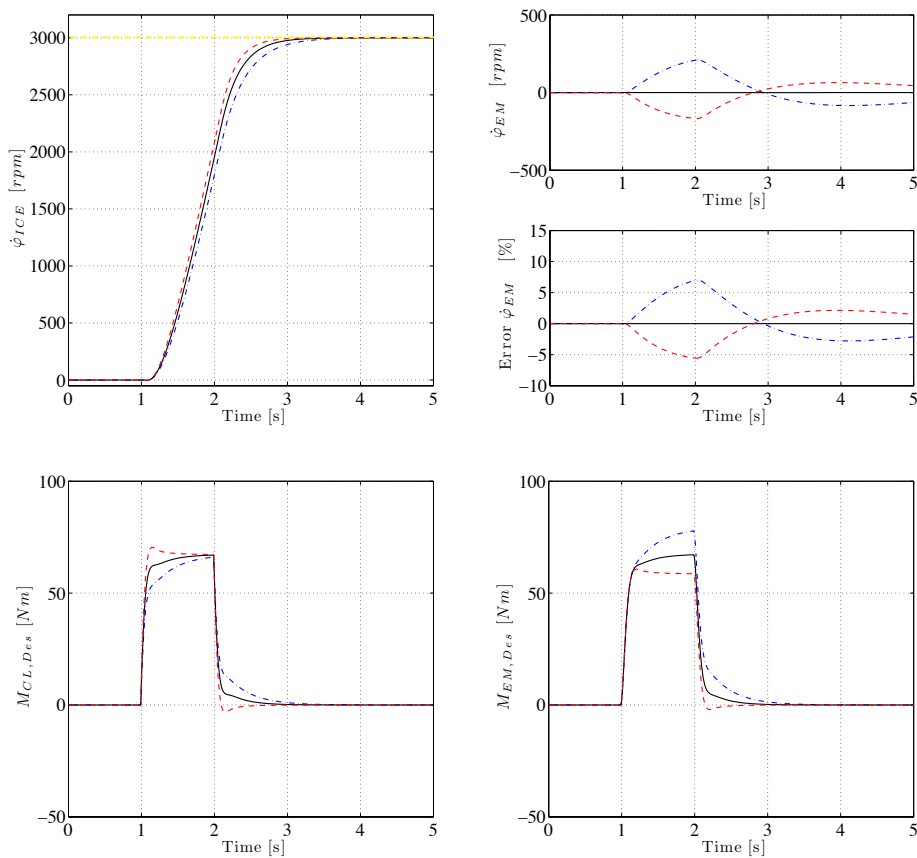 3000
2500
2000
1500
1000
500
0
φ̇ICE [rpm]
0 1 2 3 4 5
Time [s]
500
0
−500
φ̇EM [rpm]
0 1 2 3 4 5
Time [s]
15
10
5
0
−5
−10
Error φ̇EM [%]
0 1 2 3 4 5
Time [s]
100
50
0
−50
MCL,Des [Nm]
0 1 2 3 4 5
Time [s]
100
50
0
−50
MEM,Des [Nm]
0 1 2 3 4 5
Time [s]